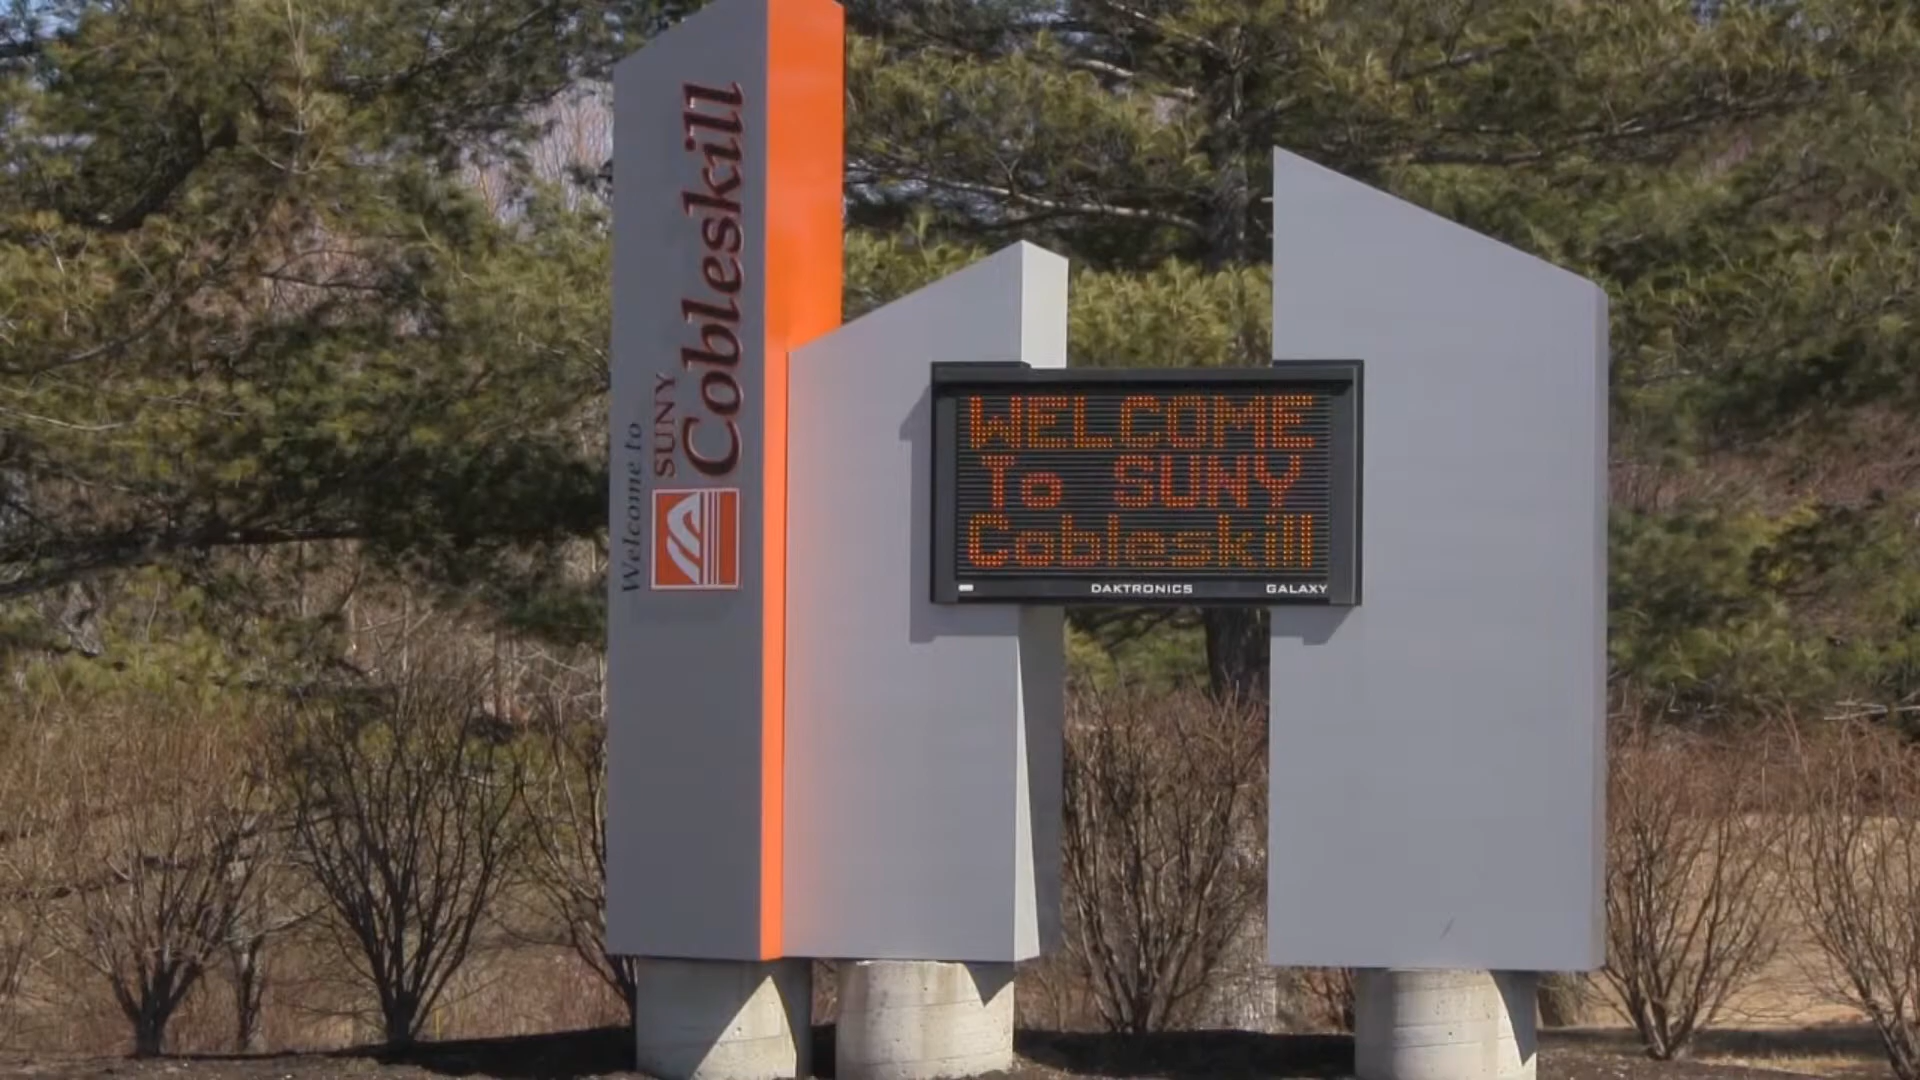 Welcome to
SUNY
Cobleskill
WELCOME
To SUNY
Cobleskill
DAKTRONICS GALAXY